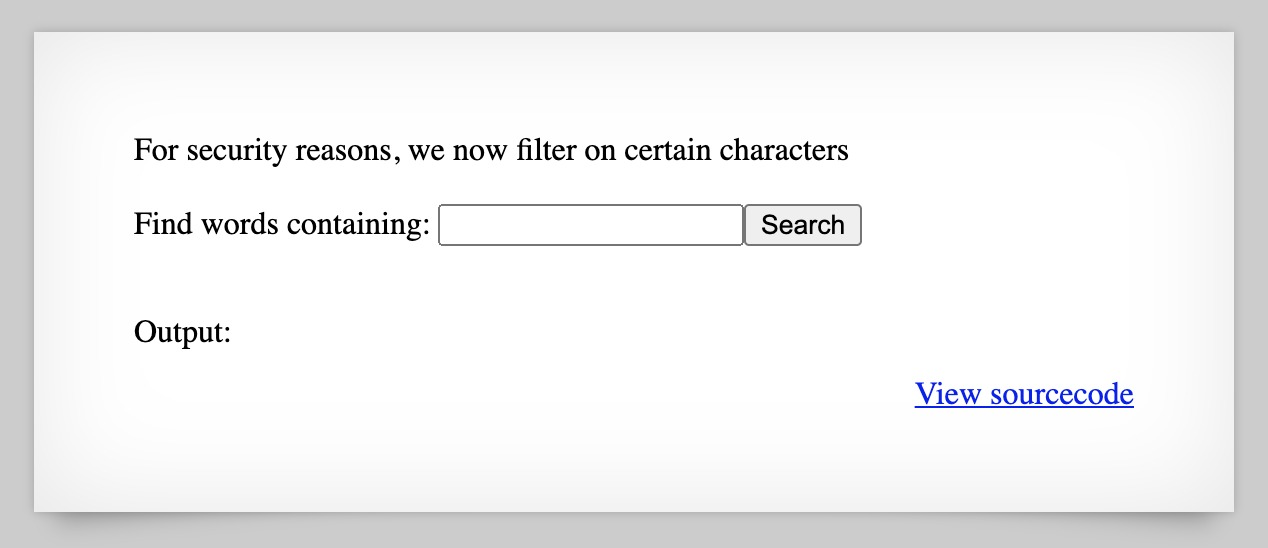 For security reasons, we now filter on certain characters
Find words containing: Search
Output:
View sourcecode